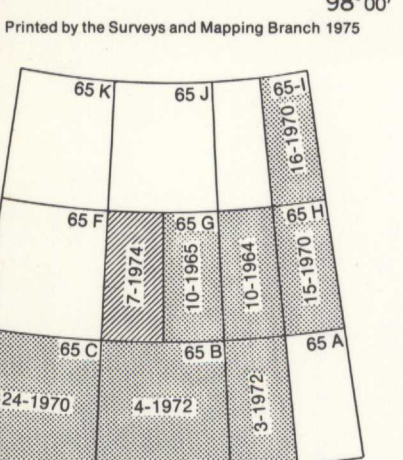 98°00'
Printed by the Surveys and Mapping Branch 1975
65 K
65 J
65-I
16-1970
65 F
65 G
65 H
7-1974
10-1965
10-1964
15-1970
65 C
65 B
65 A
24-1970
4-1972
3-1972